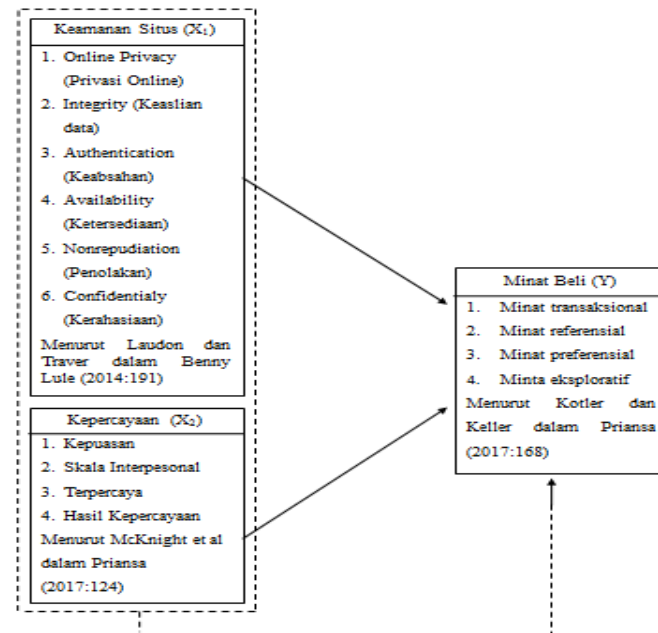 Keamanan Situs (X₁)
1. Online Privacy
(Privasi Online)
2. Integrity (Keaslian
data)
3. Authentication
(Keabsahan)
4. Availability
(Ketersediaan)
5. Nonrepudiation
(Penolakan)
6. Confidentialy
(Kerahasiaan)
Menurut Laudon dan
Traver dalam Benny
Lule (2014:191)
Kepercayaan (X₂)
1. Kepuasan
2. Skala Interpesonal
3. Terpercaya
4. Hasil Kepercayaan
Menurut McKnight et al
dalam Priansa
(2017:124)
Minat Beli (Y)
1. Minat transaksional
2. Minat referensial
3. Minat preferensial
4. Minta eksploratif
Menurut Kotler dan
Keller dalam Priansa
(2017:168)